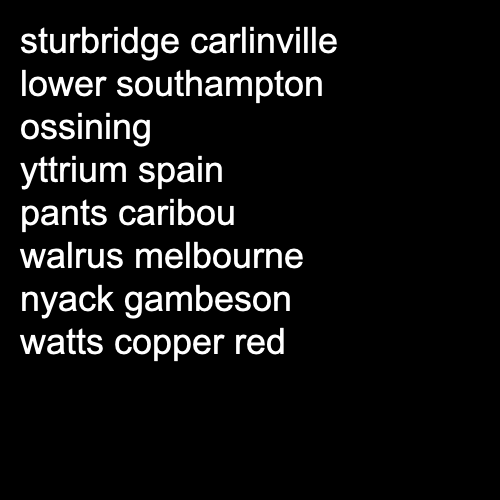 sturbridge carlinville
lower southampton
ossining
yttrium spain
pants caribou
walrus melbourne
nyack gambeson
watts copper red